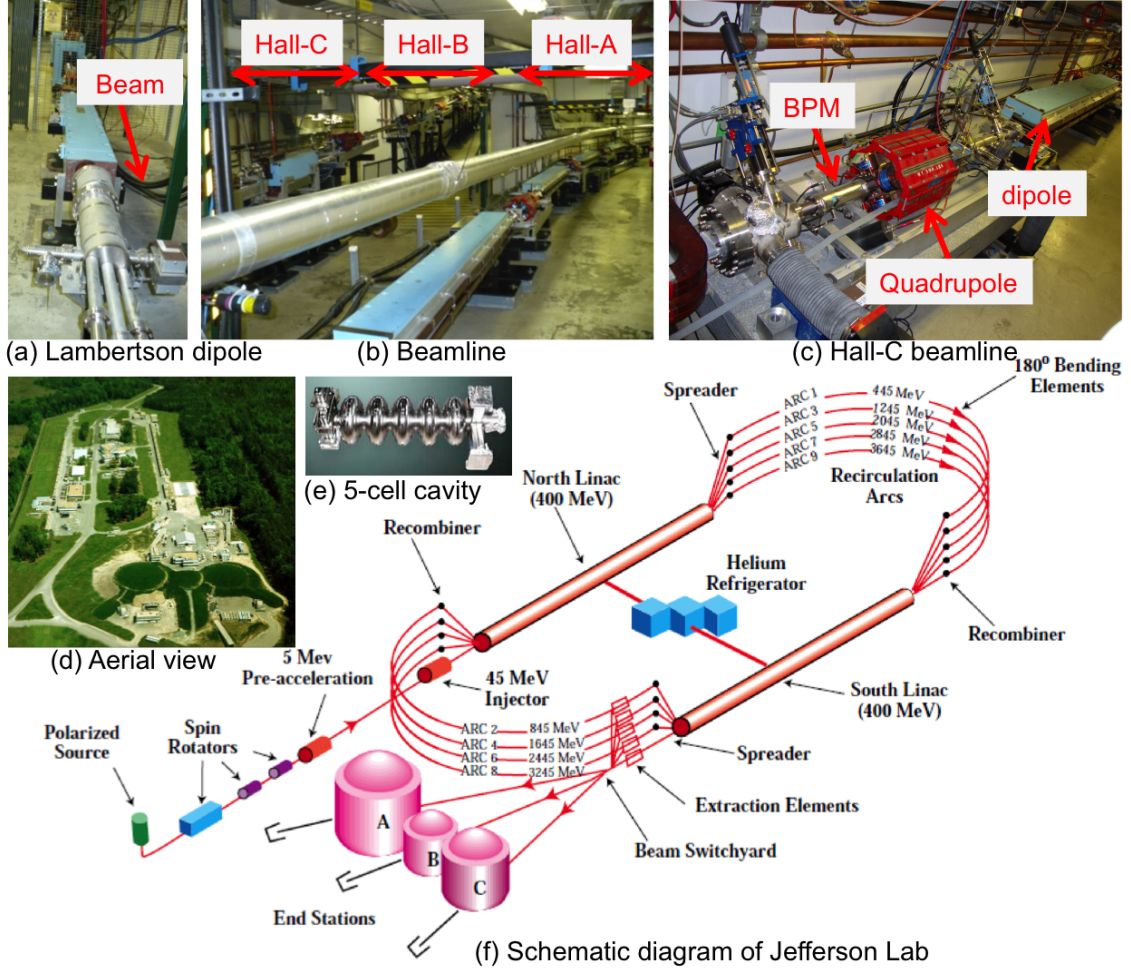 Beam
(a) Lambertson dipole
Hall-C
Hall-B
Hall-A
(b) Beamline
BPM
dipole
Quadrupole
(c) Hall-C beamline
(d) Aerial view
(e) 5-cell cavity
Spreader
180° Bending
Elements
ARC 1 445 MeV
ARC 3 1245 MeV
ARC 5 2045 MeV
ARC 7 2845 MeV
ARC 9 3645 MeV
Recirculation
Arcs
North Linac
(400 MeV)
Recombiner
Helium
Refrigerator
Recombiner
5 Mev
Pre-acceleration
45 MeV
Injector
South Linac
(400 MeV)
Polarized
Source
Spin
Rotators
ARC 2 845 MeV
ARC 4 1645 MeV
ARC 6 2445 MeV
ARC 8 3245 MeV
Spreader
Extraction Elements
Beam Switchyard
A
B
C
End Stations
(f) Schematic diagram of Jefferson Lab